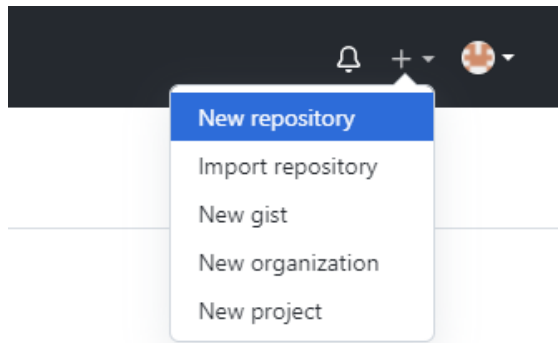 New repository
Import repository
New gist
New organization
New project